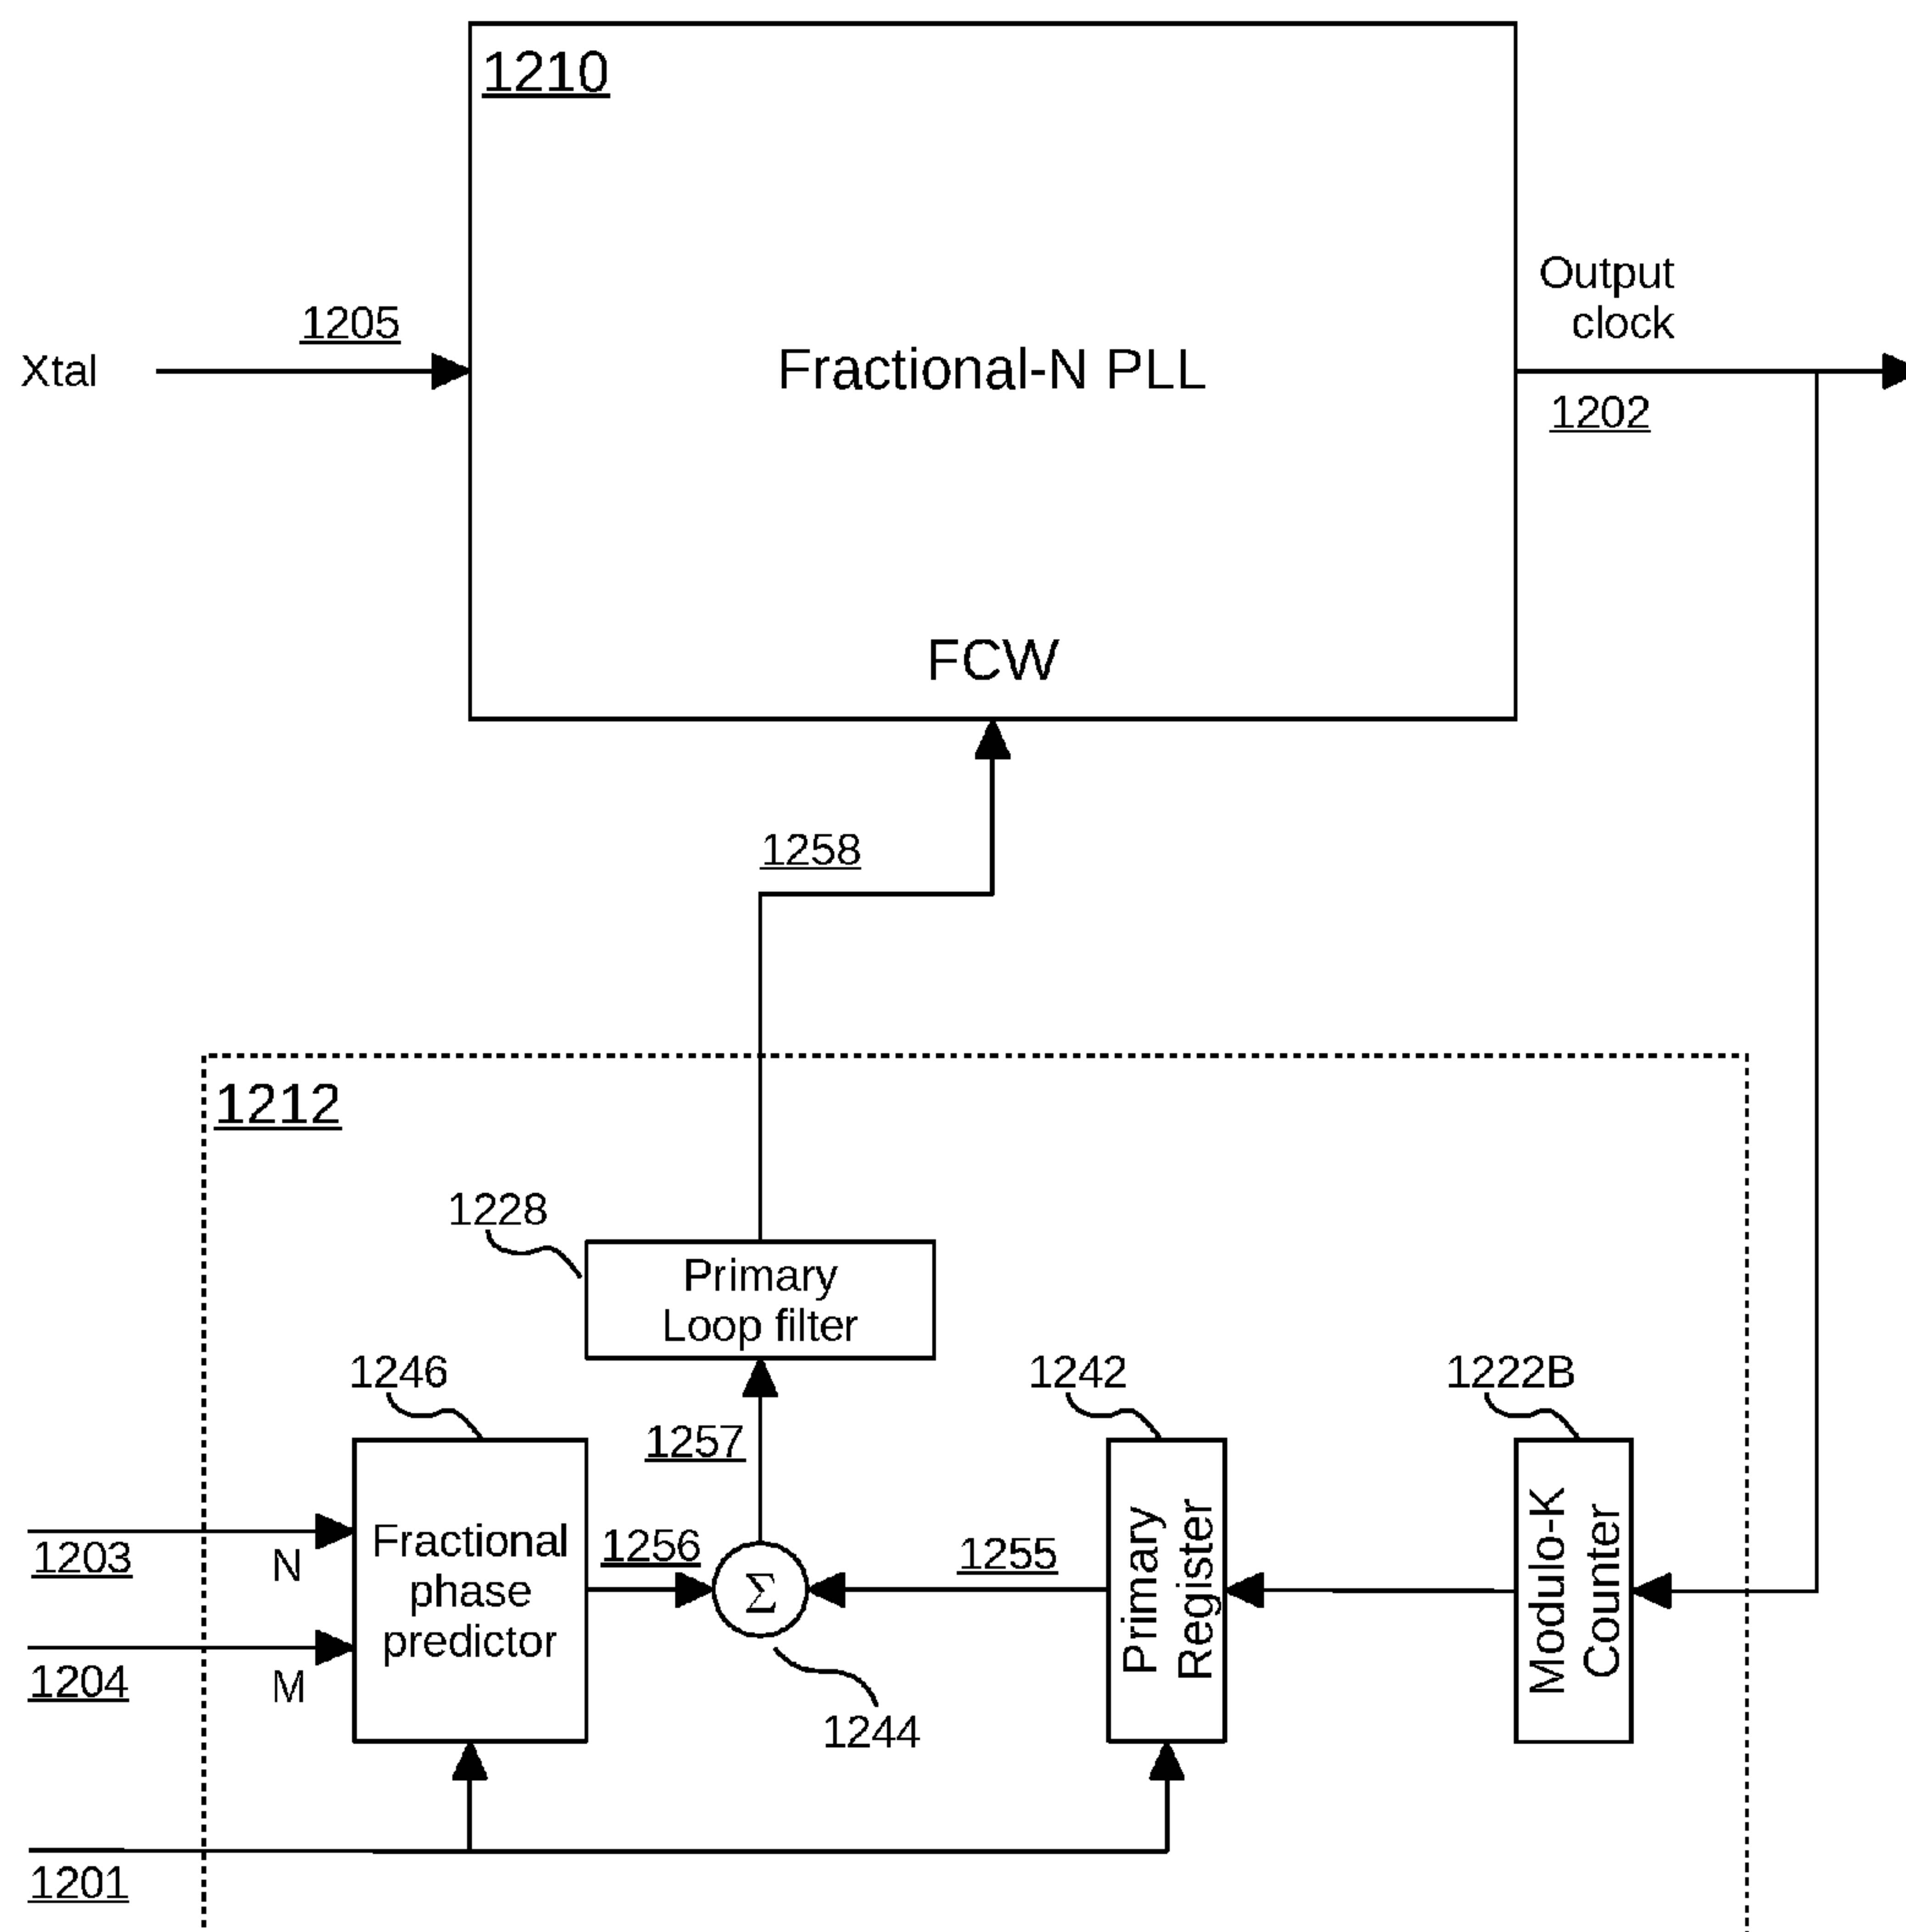 1210
Output
clock
1205
Xtal
Fractional-N PLL
1202
FCW
1258
1212
1228
Primary
Loop filter
1246
1242
1222B
1257
Fractional
phase
predictor
1256
Σ
1255
Primary
Register
Modulo-K
Counter
1203
N
1204
M
1244
1201